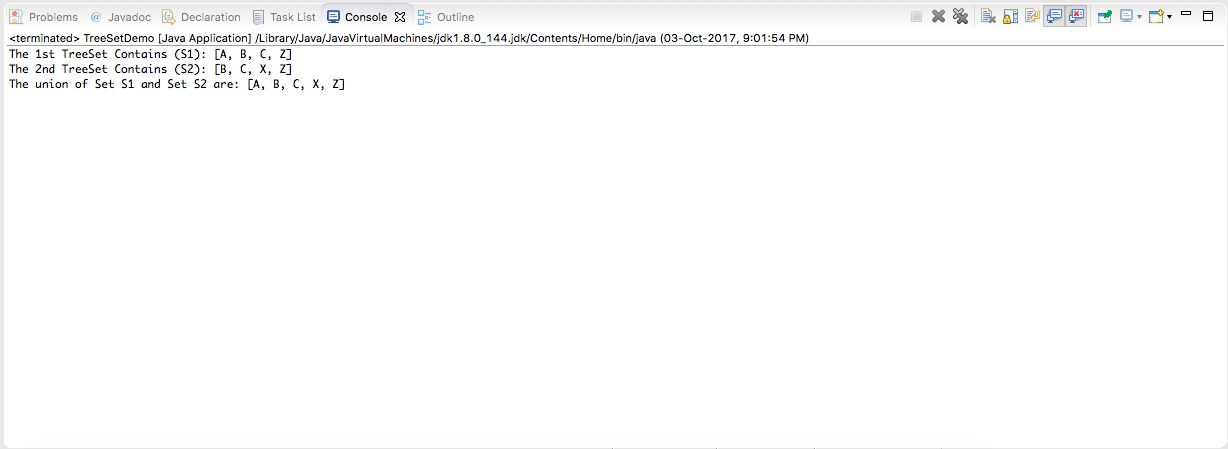 Problems @ Javadoc Declaration Task List Console Outline
<terminated> TreeSetDemo [Java Application] /Library/Java/JavaVirtualMachines/jdk1.8.0_144.jdk/Contents/Home/bin/java (03-Oct-2017, 9:01:54 PM)
The 1st TreeSet Contains (S1): [A, B, C, Z]
The 2nd TreeSet Contains (S2): [B, C, X, Z]
The union of Set S1 and Set S2 are: [A, B, C, X, Z]